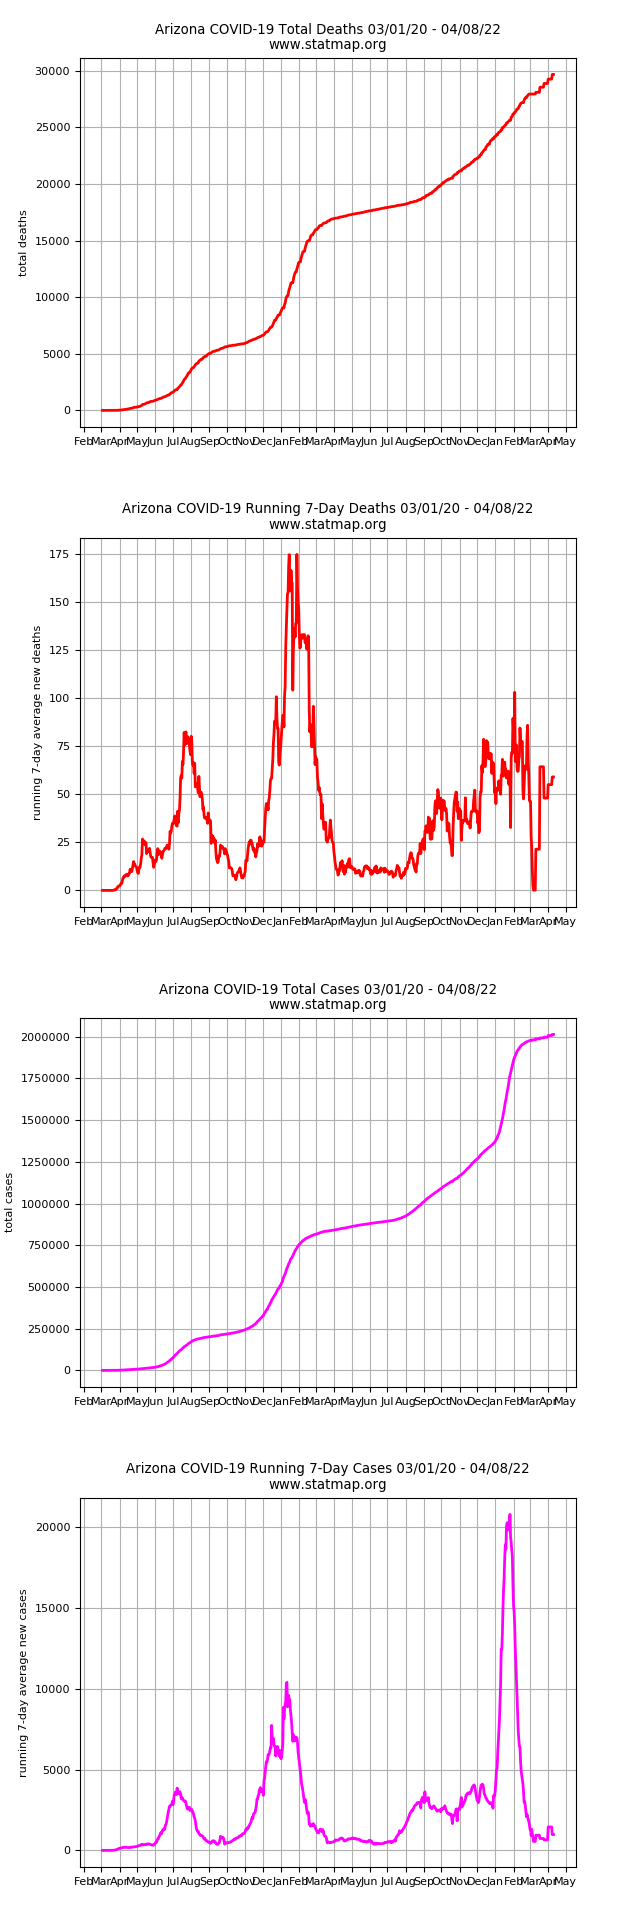 Arizona COVID-19 Total Deaths 03/01/20 - 04/08/22
www.statmap.org
30000
25000
20000
15000
10000
5000
0
total deaths
Feb Mar Apr May Jun Jul Aug Sep Oct Nov Dec Jan Feb Mar Apr May Jun Jul Aug Sep Oct Nov Dec Jan Feb Mar Apr May
Arizona COVID-19 Running 7-Day Deaths 03/01/20 - 04/08/22
www.statmap.org
175
150
125
100
75
50
25
0
running 7-day average new deaths
Feb Mar Apr May Jun Jul Aug Sep Oct Nov Dec Jan Feb Mar Apr May Jun Jul Aug Sep Oct Nov Dec Jan Feb Mar Apr May
Arizona COVID-19 Total Cases 03/01/20 - 04/08/22
www.statmap.org
2000000
1750000
1500000
1250000
1000000
750000
500000
250000
0
total cases
Feb Mar Apr May Jun Jul Aug Sep Oct Nov Dec Jan Feb Mar Apr May Jun Jul Aug Sep Oct Nov Dec Jan Feb Mar Apr May
Arizona COVID-19 Running 7-Day Cases 03/01/20 - 04/08/22
www.statmap.org
20000
15000
10000
5000
0
running 7-day average new cases
Feb Mar Apr May Jun Jul Aug Sep Oct Nov Dec Jan Feb Mar Apr May Jun Jul Aug Sep Oct Nov Dec Jan Feb Mar Apr May